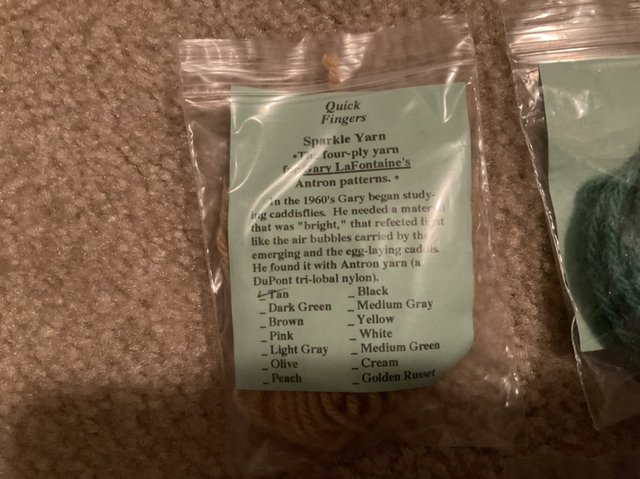 Quick
Fingers
Sparkle Yarn
•The four-ply yarn
for Gary LaFontaine's
Antron patterns. •
In the 1960's Gary began study-
ing caddisflies. He needed a material
that was "bright," that refected light
like the air bubbles carried by the
emerging and the egg-laying caddis.
He found it with Antron yarn (a
DuPont tri-lobal nylon).
✓Tan _ Black
_ Dark Green _ Medium Gray
_ Brown _ Yellow
_ Pink _ White
_ Light Gray _ Medium Green
_ Olive _ Cream
_ Peach _ Golden Russet